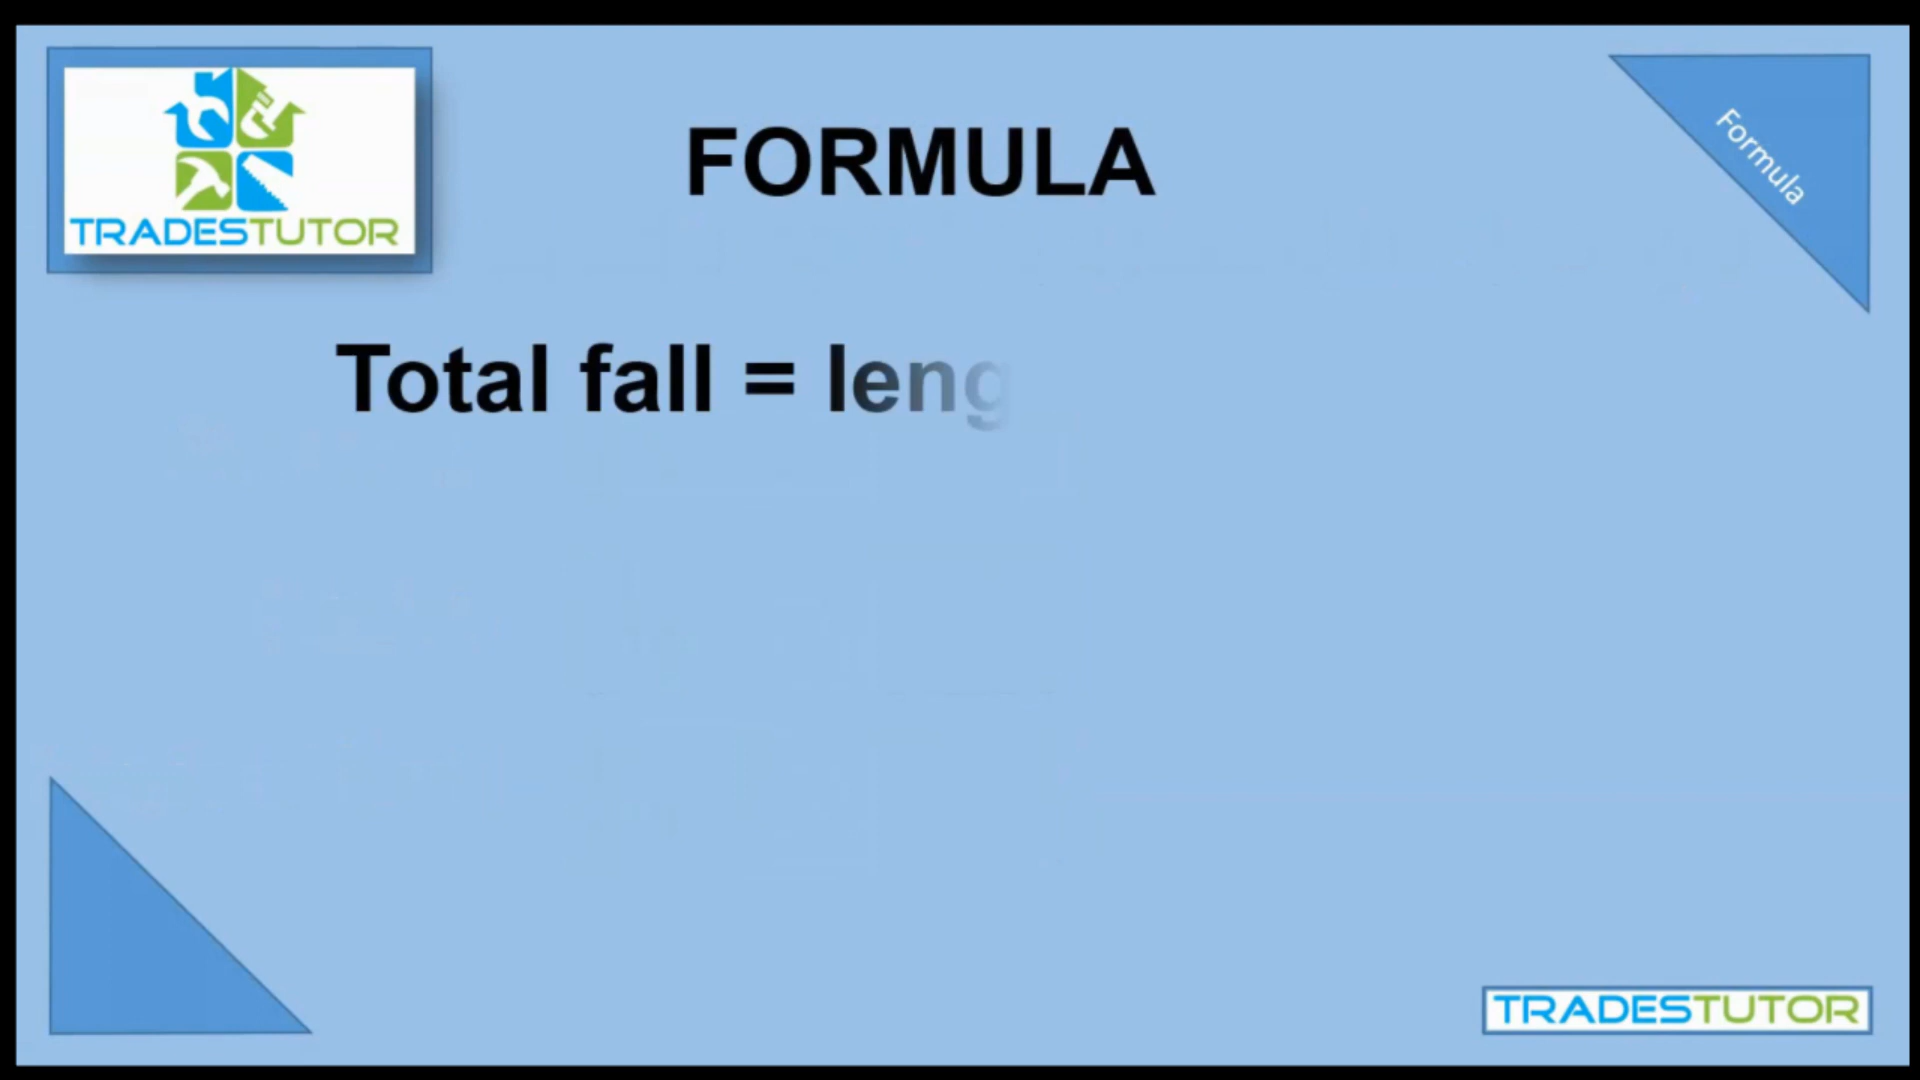 TRADESTUTOR
FORMULA
Formula
Total fall = leng
TRADESTUTOR